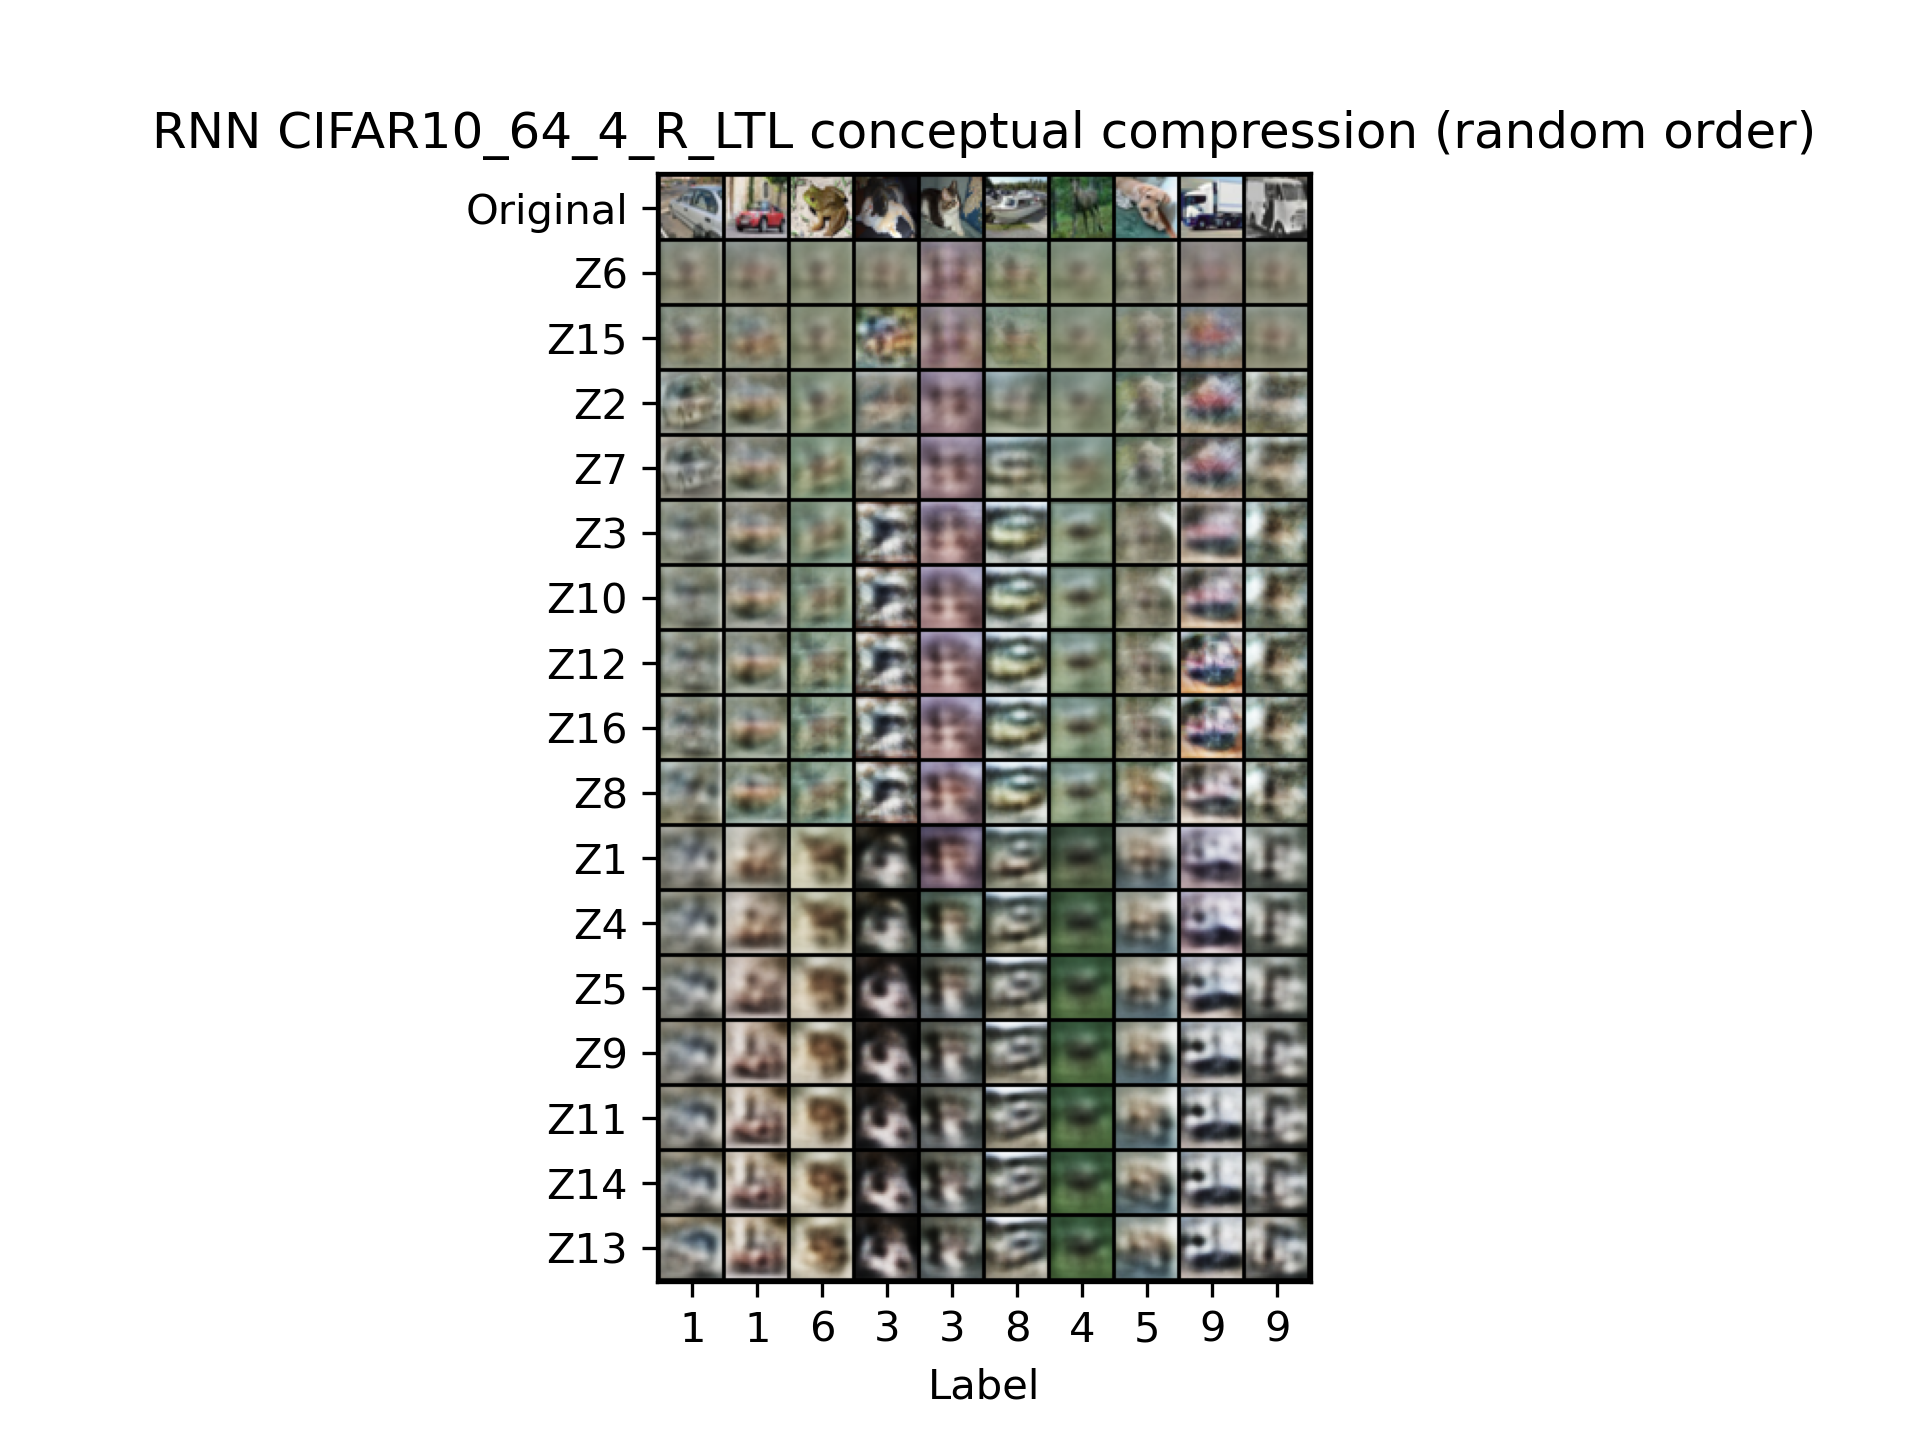 RNN CIFAR10_64_4_R_LTL conceptual compression (random order)
Original
Z6
Z15
Z2
Z7
Z3
Z10
Z12
Z16
Z8
Z1
Z4
Z5
Z9
Z11
Z14
Z13
1 1 6 3 3 8 4 5 9 9
Label